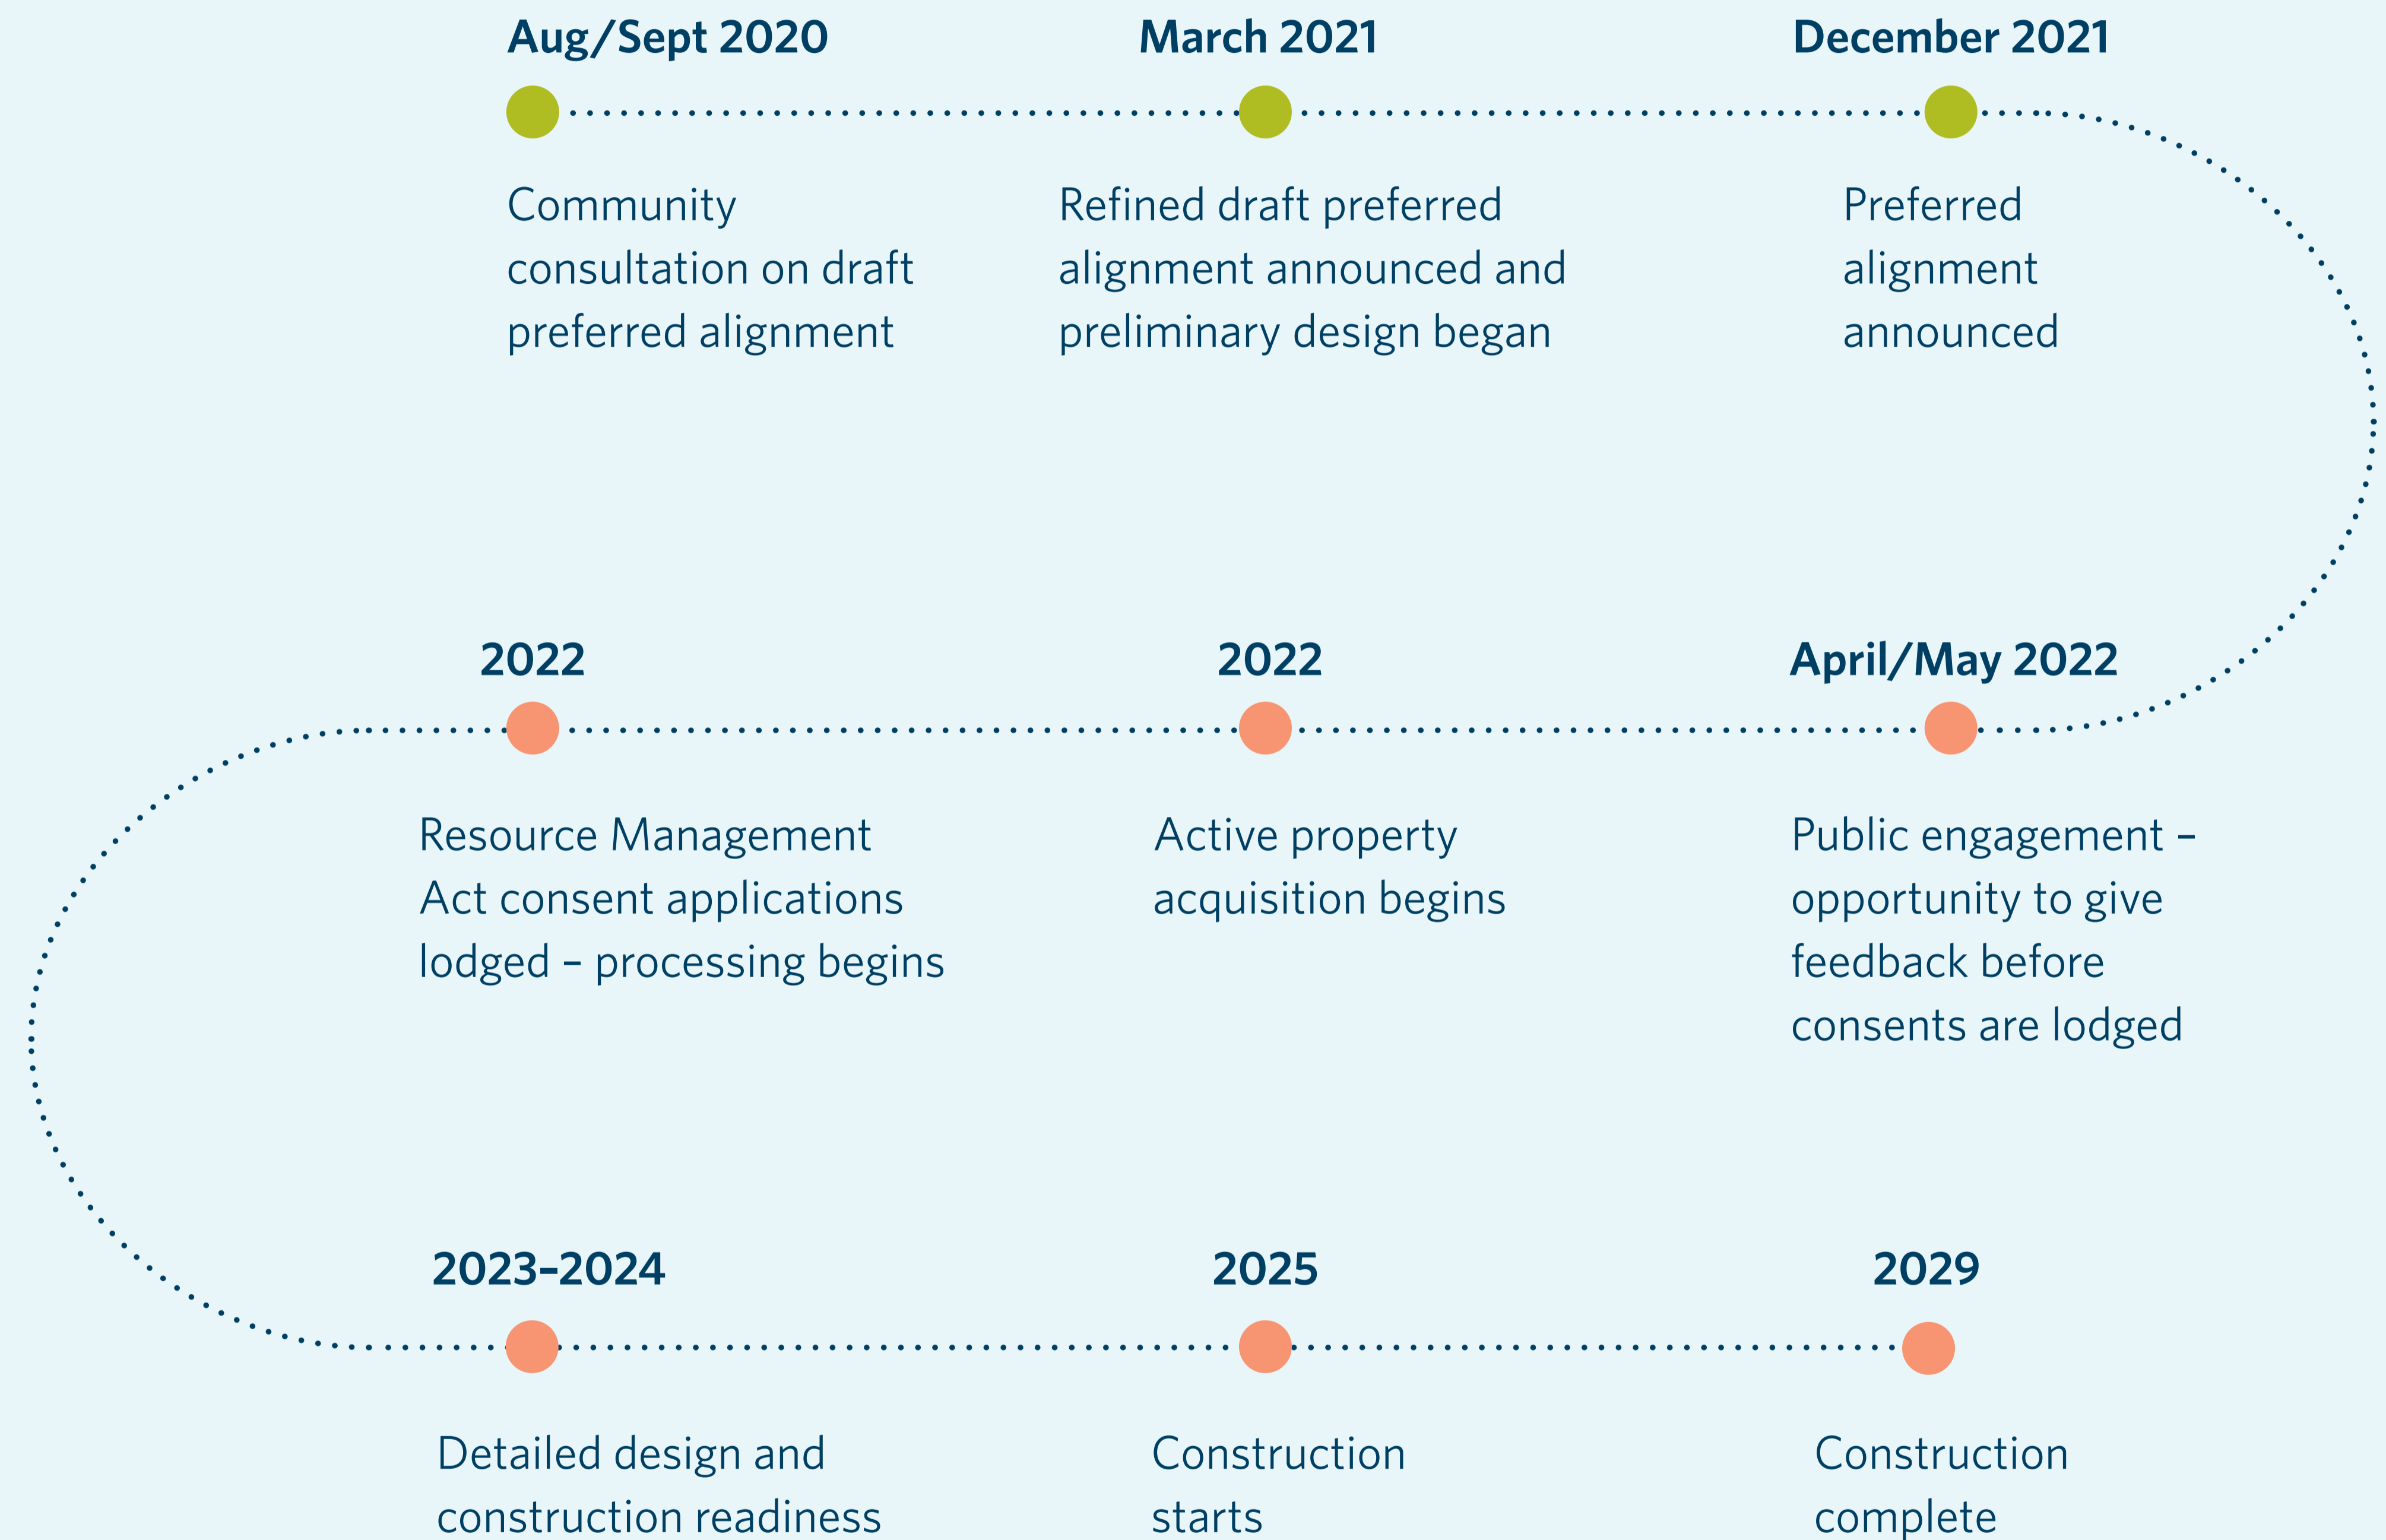 Aug/Sept 2020
Community
consultation on draft
preferred alignment
March 2021
Refined draft preferred
alignment announced and
preliminary design began
December 2021
Preferred
alignment
announced
April/May 2022
Public engagement –
opportunity to give
feedback before
consents are lodged
2022
Active property
acquisition begins
2022
Resource Management
Act consent applications
lodged – processing begins
2023–2024
Detailed design and
construction readiness
2025
Construction
starts
2029
Construction
complete